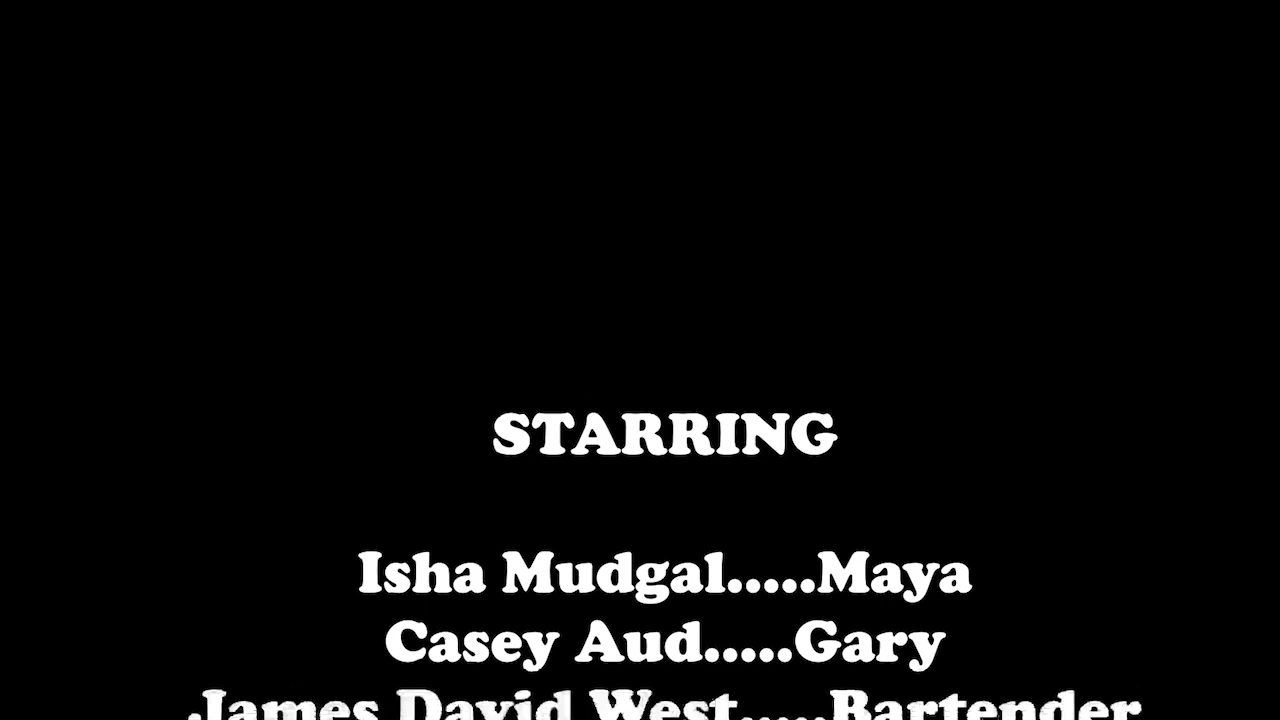 STARRING
Isha Mudgal.....Maya
Casey Aud.....Gary
James David West.....Bartender